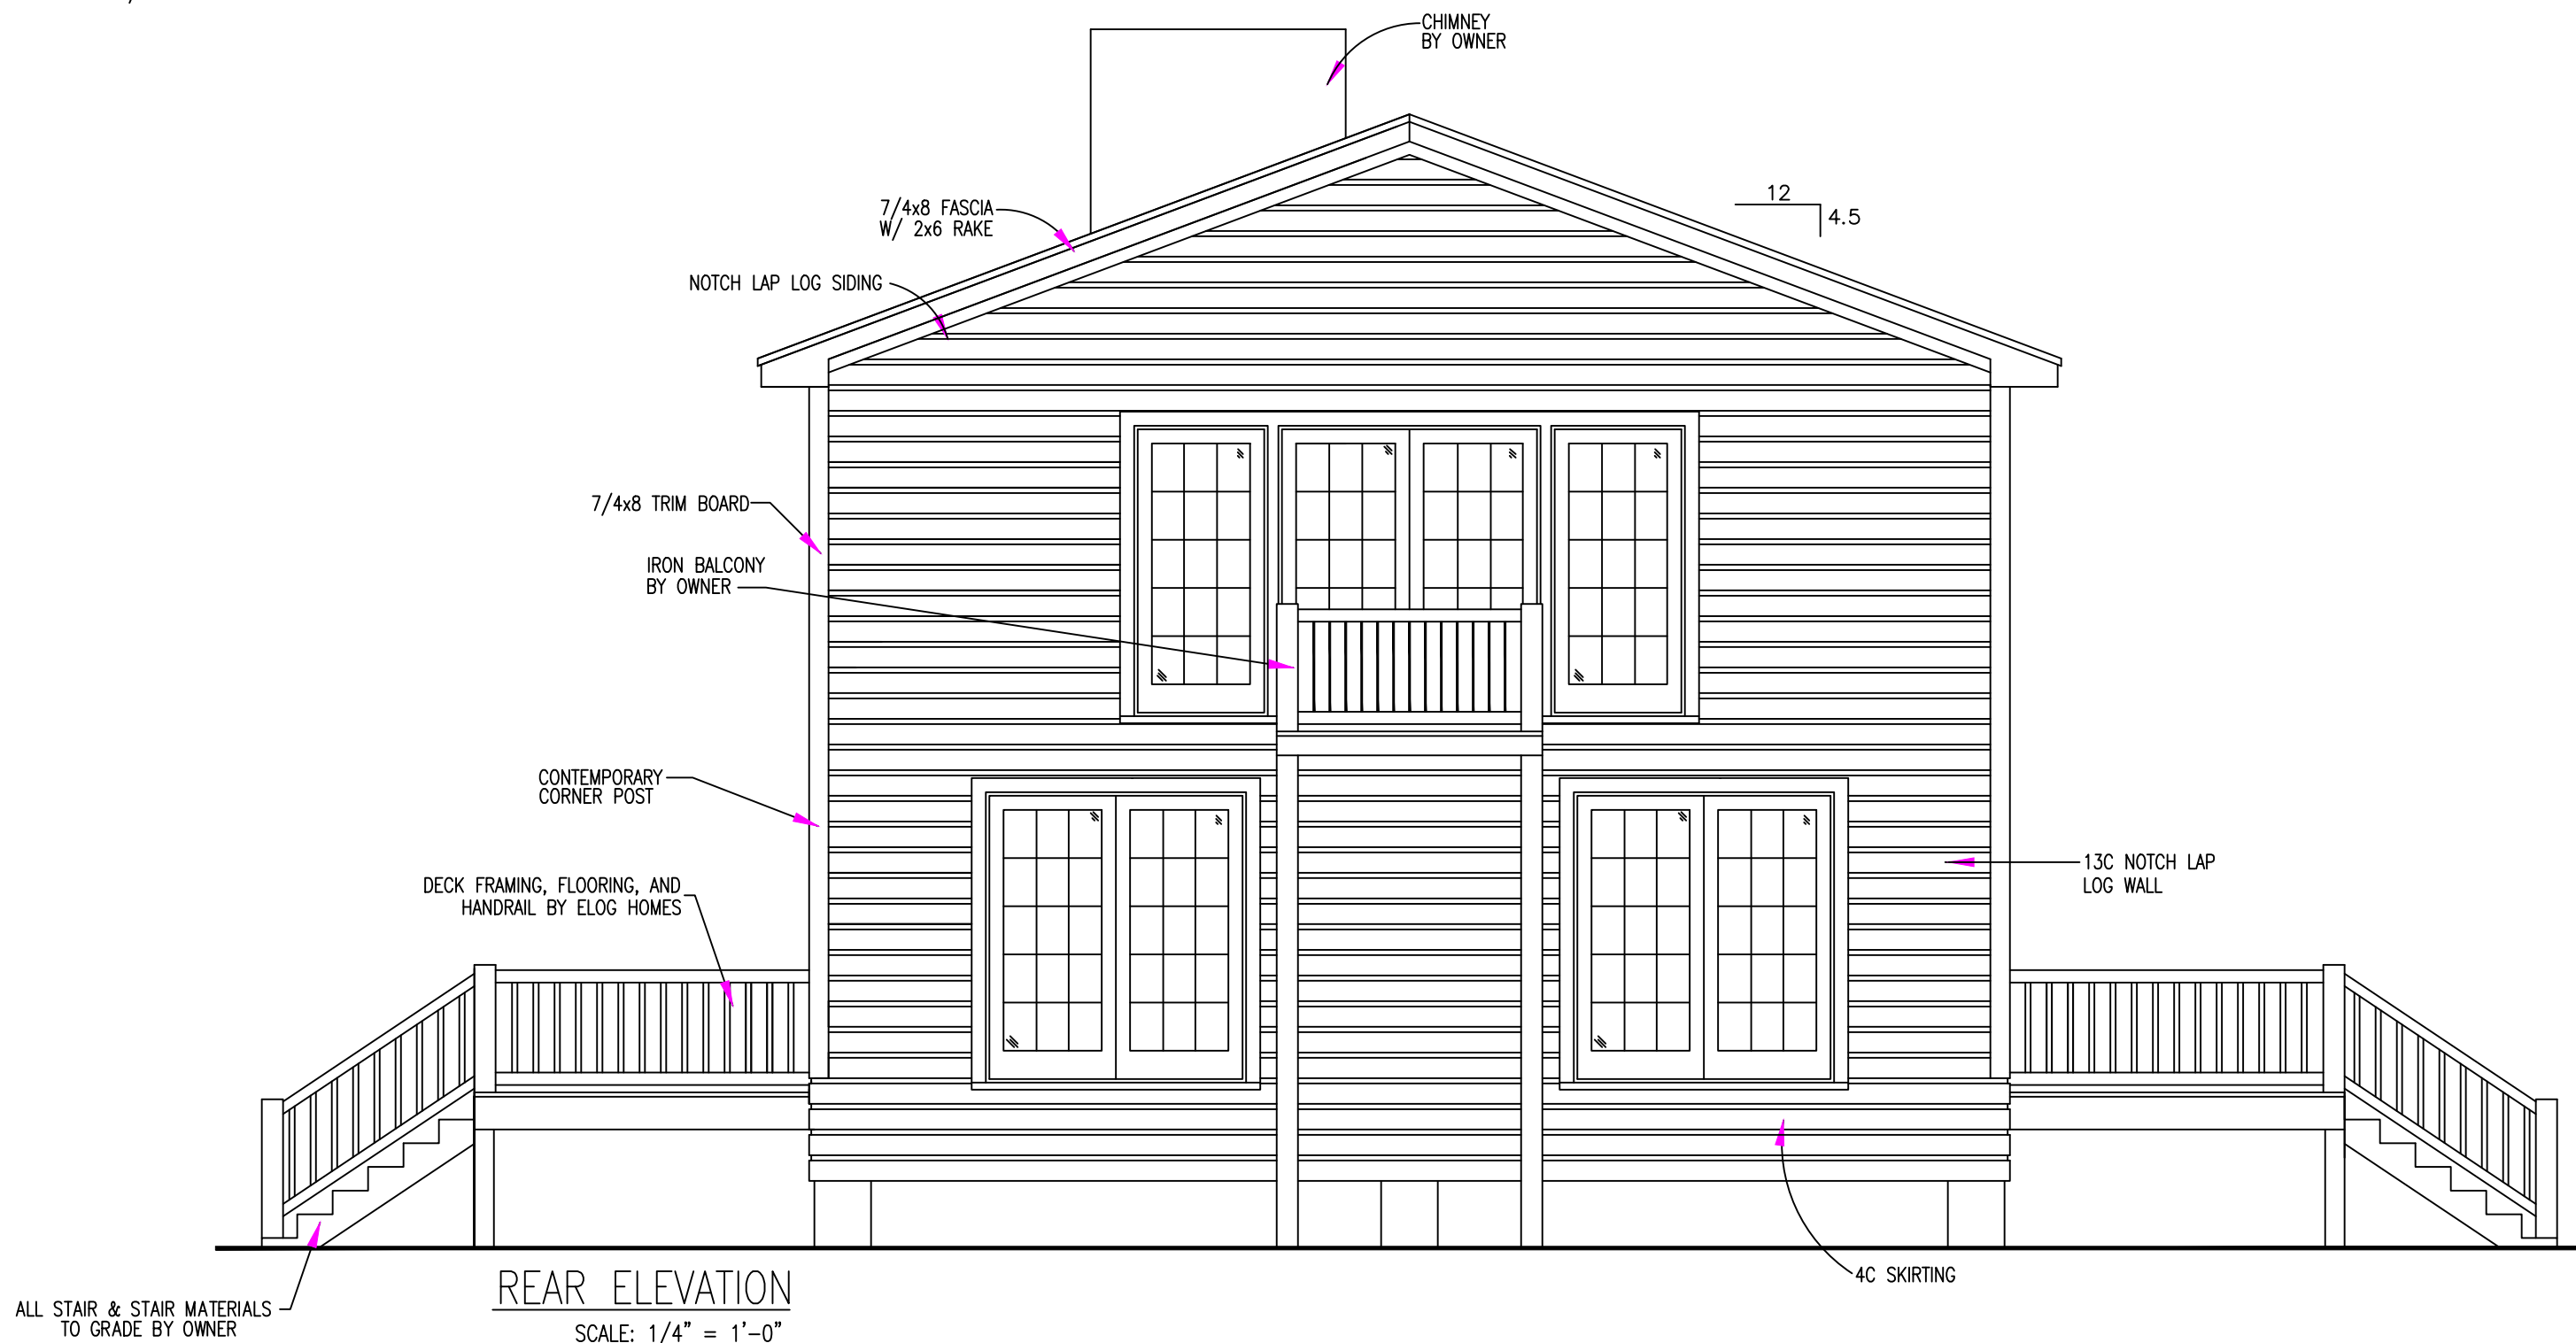 CHIMNEY
BY OWNER
7/4x8 FASCIA
W/ 2x6 RAKE
12
4.5
NOTCH LAP LOG SIDING
7/4x8 TRIM BOARD
IRON BALCONY
BY OWNER
CONTEMPORARY
CORNER POST
13C NOTCH LAP
LOG WALL
DECK FRAMING, FLOORING, AND
HANDRAIL BY ELOG HOMES
4C SKIRTING
ALL STAIR & STAIR MATERIALS
TO GRADE BY OWNER
REAR ELEVATION
SCALE: 1/4" = 1'-0"